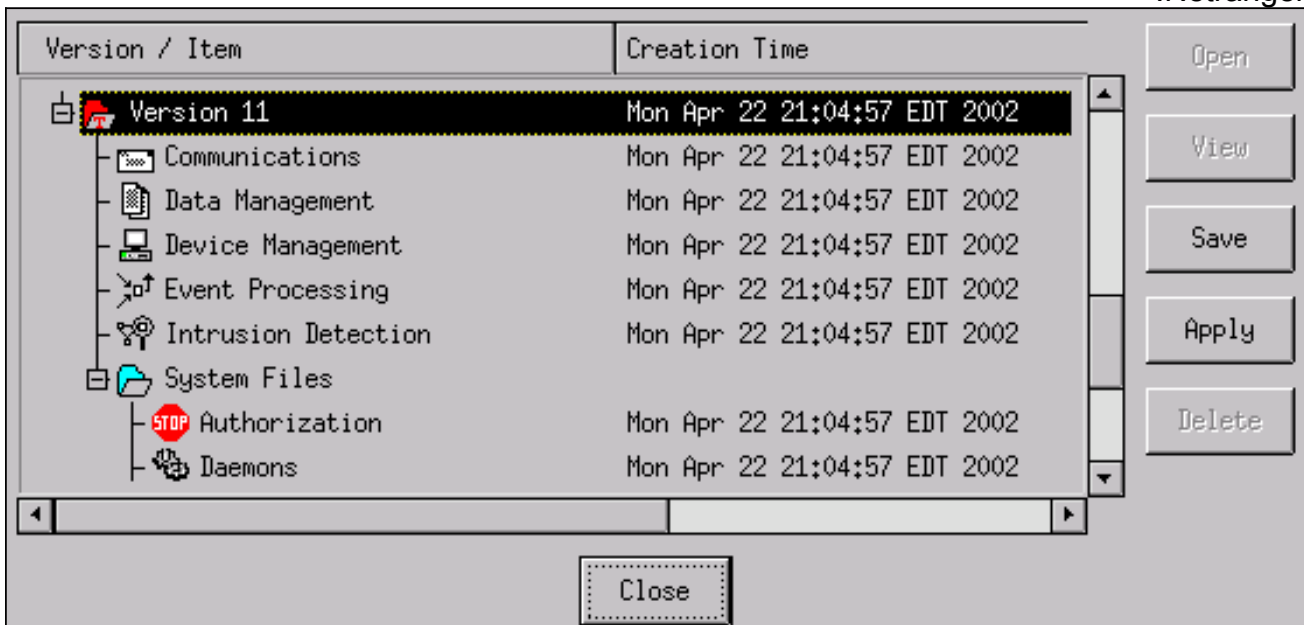 Version / Item Creation Time Open
Version 11 Mon Apr 22 21:04:57 EDT 2002
Communications Mon Apr 22 21:04:57 EDT 2002 View
Data Management Mon Apr 22 21:04:57 EDT 2002
Device Management Mon Apr 22 21:04:57 EDT 2002 Save
Event Processing Mon Apr 22 21:04:57 EDT 2002
Intrusion Detection Mon Apr 22 21:04:57 EDT 2002 Apply
System Files
STOP Authorization Mon Apr 22 21:04:57 EDT 2002 Delete
Daemons Mon Apr 22 21:04:57 EDT 2002
Close